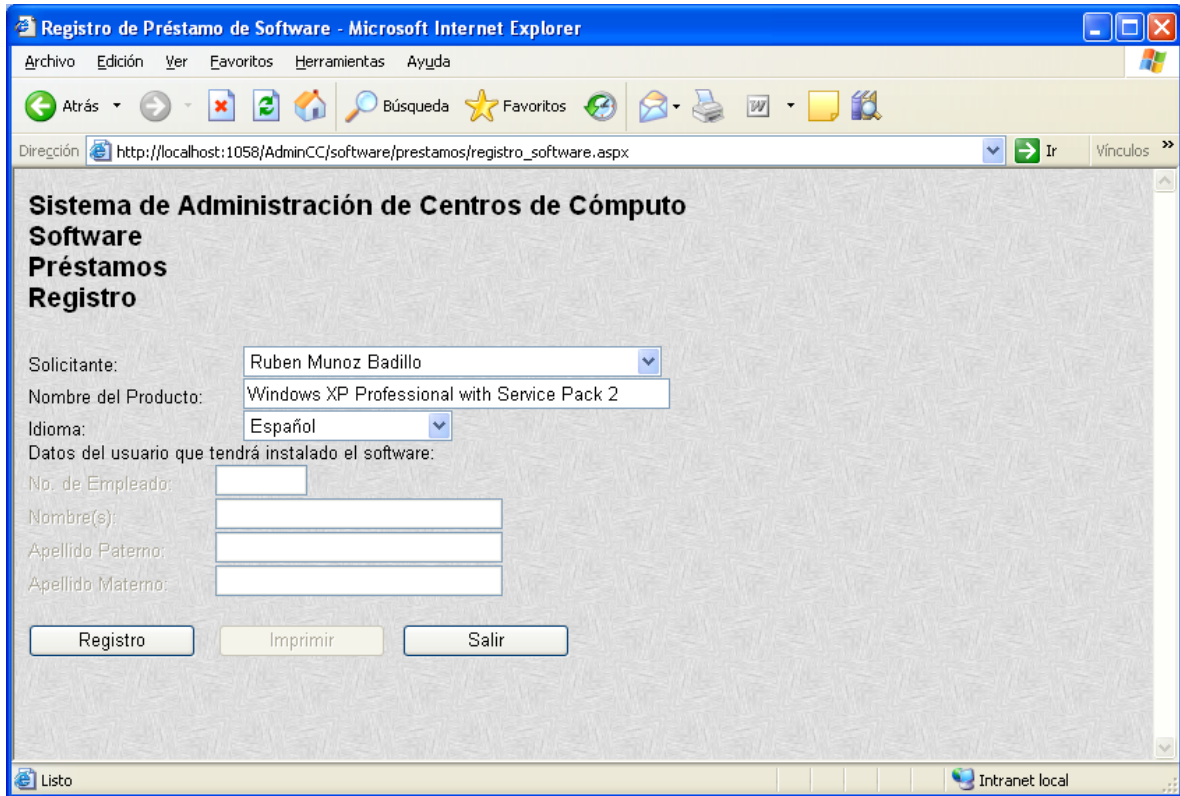 Registro de Préstamo de Software - Microsoft Internet Explorer
Archivo Edición Ver Favoritos Herramientas Ayuda
Atrás Búsqueda Favoritos
Dirección http://localhost:1058/AdminCC/software/prestamos/registro_software.aspx Ir Vínculos »
Sistema de Administración de Centros de Cómputo
Software
Préstamos
Registro
Solicitante: Ruben Munoz Badillo
Nombre del Producto: Windows XP Professional with Service Pack 2
Idioma: Español
Datos del usuario que tendrá instalado el software:
No. de Empleado:
Nombre(s):
Apellido Paterno:
Apellido Materno:
Registro Imprimir Salir
Listo Intranet local